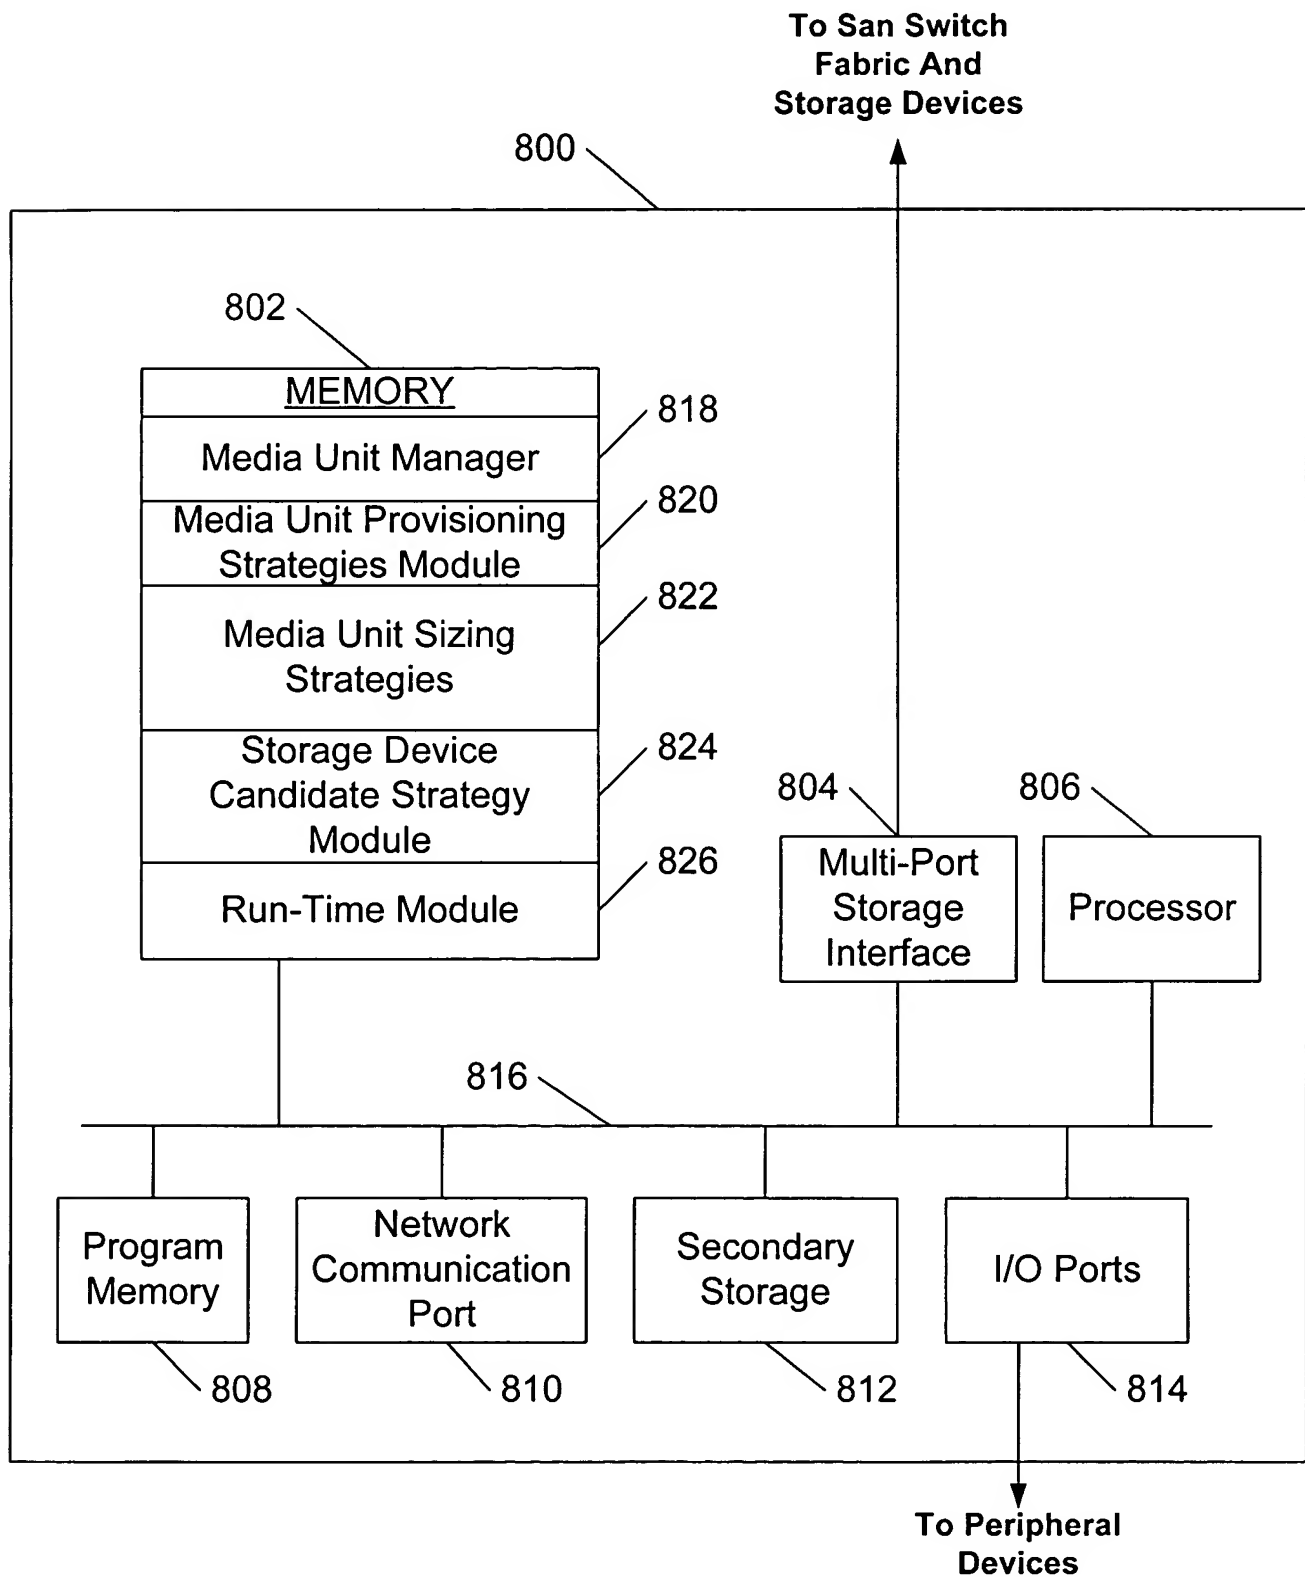 To San Switch
Fabric And
Storage Devices
800
802
MEMORY
818
Media Unit Manager
820
Media Unit Provisioning
Strategies Module
822
Media Unit Sizing
Strategies
824
Storage Device
Candidate Strategy
Module
826
Run-Time Module
804
Multi-Port
Storage
Interface
806
Processor
816
Program
Memory
808
Network
Communication
Port
810
Secondary
Storage
812
I/O Ports
814
To Peripheral
Devices